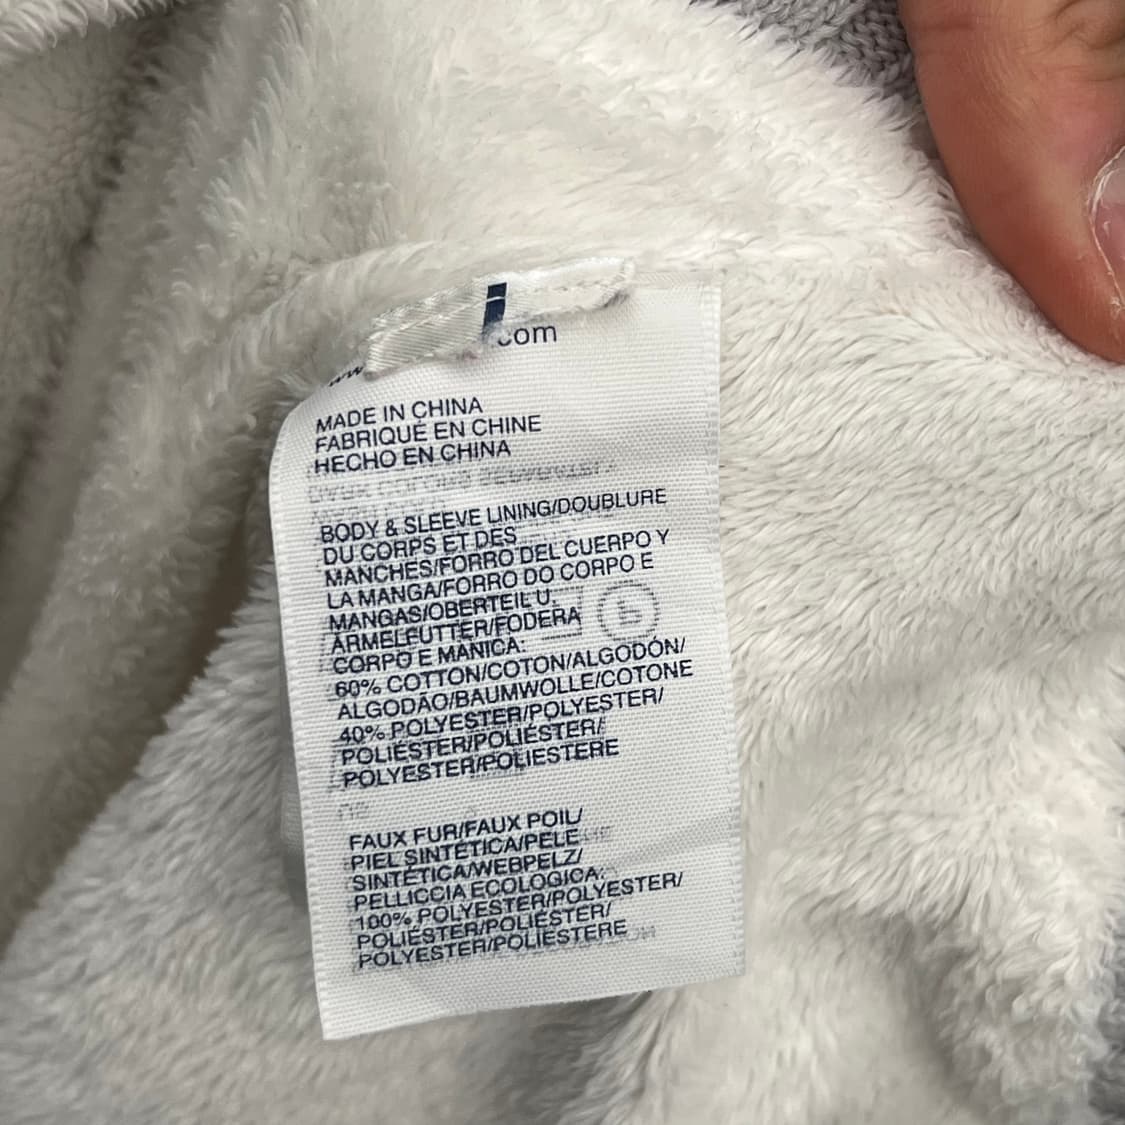 www
com
MADE IN CHINA
FABRIQUÉ EN CHINE
HECHO EN CHINA
BODY & SLEEVE LINING/DOUBLURE
DU CORPS ET DES
MANCHES/FORRO DEL CUERPO Y
LA MANGA/FORRO DO CORPO E
MANGAS/OBERTEIL U.
ÄRMELFUTTER/FODERA
CORPO E MANICA:
60% COTTON/COTON/ALGODÓN/
ALGODÃO/BAUMWOLLE/COTONE
40% POLYESTER/POLYESTER/
POLIÉSTER/POLIÉSTER/
POLYESTER/POLIESTERE
FAUX FUR/FAUX POIL/
PIEL SINTÉTICA/PELE
SINTÉTICA/WEBPELZ/
PELLICCIA ECOLOGICA:
100% POLYESTER/POLYESTER/
POLIÉSTER/POLIÉSTER/
POLYESTER/POLIESTERE